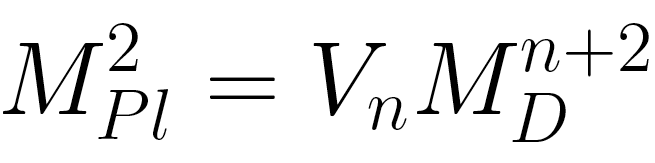 $M_{Pl}^{2} = V_n M_D^{n+2}$